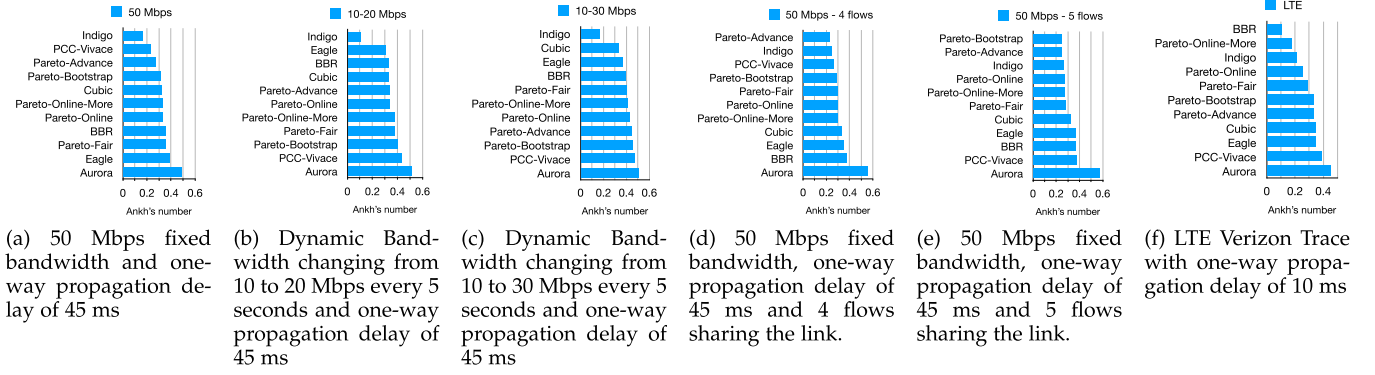 50 Mbps
Indigo
PCC-Vivace
Pareto-Advance
Pareto-Bootstrap
Cubic
Pareto-Online-More
Pareto-Online
BBR
Pareto-Fair
Eagle
Aurora
0 0.2 0.4 0.6
Ankh's number
(a) 50 Mbps fixed
bandwidth and one-
way propagation de-
lay of 45 ms
10-20 Mbps
Indigo
Eagle
BBR
Cubic
Pareto-Advance
Pareto-Online
Pareto-Online-More
Pareto-Fair
Pareto-Bootstrap
PCC-Vivace
Aurora
0 0.2 0.4 0.6
Ankh's number
(b) Dynamic Band-
width changing from
10 to 20 Mbps every 5
seconds and one-way
propagation delay of
45 ms
10-30 Mbps
Indigo
Cubic
Eagle
BBR
Pareto-Fair
Pareto-Online-More
Pareto-Online
Pareto-Advance
Pareto-Bootstrap
PCC-Vivace
Aurora
0 0.2 0.4 0.6
Ankh's number
(c) Dynamic Band-
width changing from
10 to 30 Mbps every 5
seconds and one-way
propagation delay of
45 ms
50 Mbps - 4 flows
Pareto-Advance
Indigo
PCC-Vivace
Pareto-Bootstrap
Pareto-Fair
Pareto-Online
Pareto-Online-More
Cubic
Eagle
BBR
Aurora
0 0.2 0.4 0.6
Ankh's number
(d) 50 Mbps fixed
bandwidth, one-way
propagation delay of
45 ms and 4 flows
sharing the link.
50 Mbps - 5 flows
Pareto-Bootstrap
Pareto-Advance
Indigo
Pareto-Online
Pareto-Online-More
Pareto-Fair
Cubic
Eagle
BBR
PCC-Vivace
Aurora
0 0.2 0.4 0.6
Ankh's number
(e) 50 Mbps fixed
bandwidth, one-way
propagation delay of
45 ms and 5 flows
sharing the link.
LTE
BBR
Pareto-Online-More
Indigo
Pareto-Online
Pareto-Fair
Pareto-Bootstrap
Pareto-Advance
Cubic
Eagle
PCC-Vivace
Aurora
0 0.2 0.4
Ankh's number
(f) LTE Verizon Trace
with one-way propa-
gation delay of 10 ms